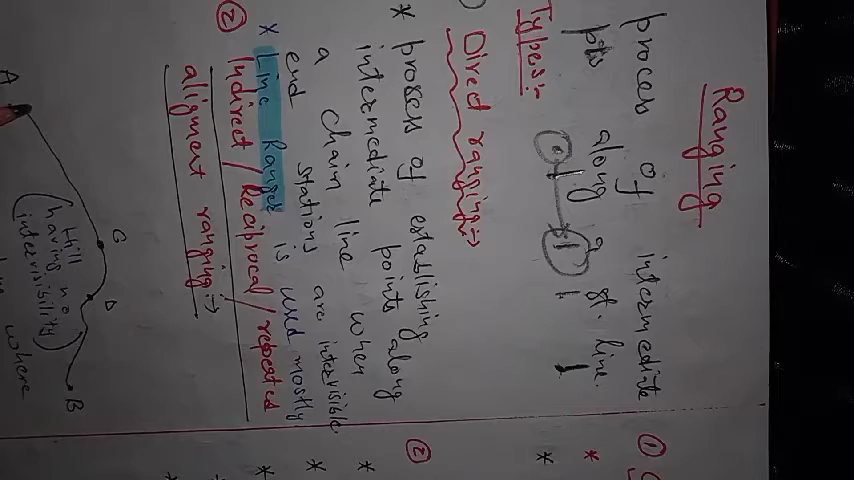 Ranging
process of intermediate
pts along a st. line.
Types:-
Direct ranging:->
* process of establishing
intermediate points along
a chain line when
end stations are intervisible
* Line Ranger is used mostly
② Indirect / Reciprocal / repeated
alignment ranging:->
A
C
D
B
(Hill
having no
intervisibility)
where
①
*
*
②
*
*
*